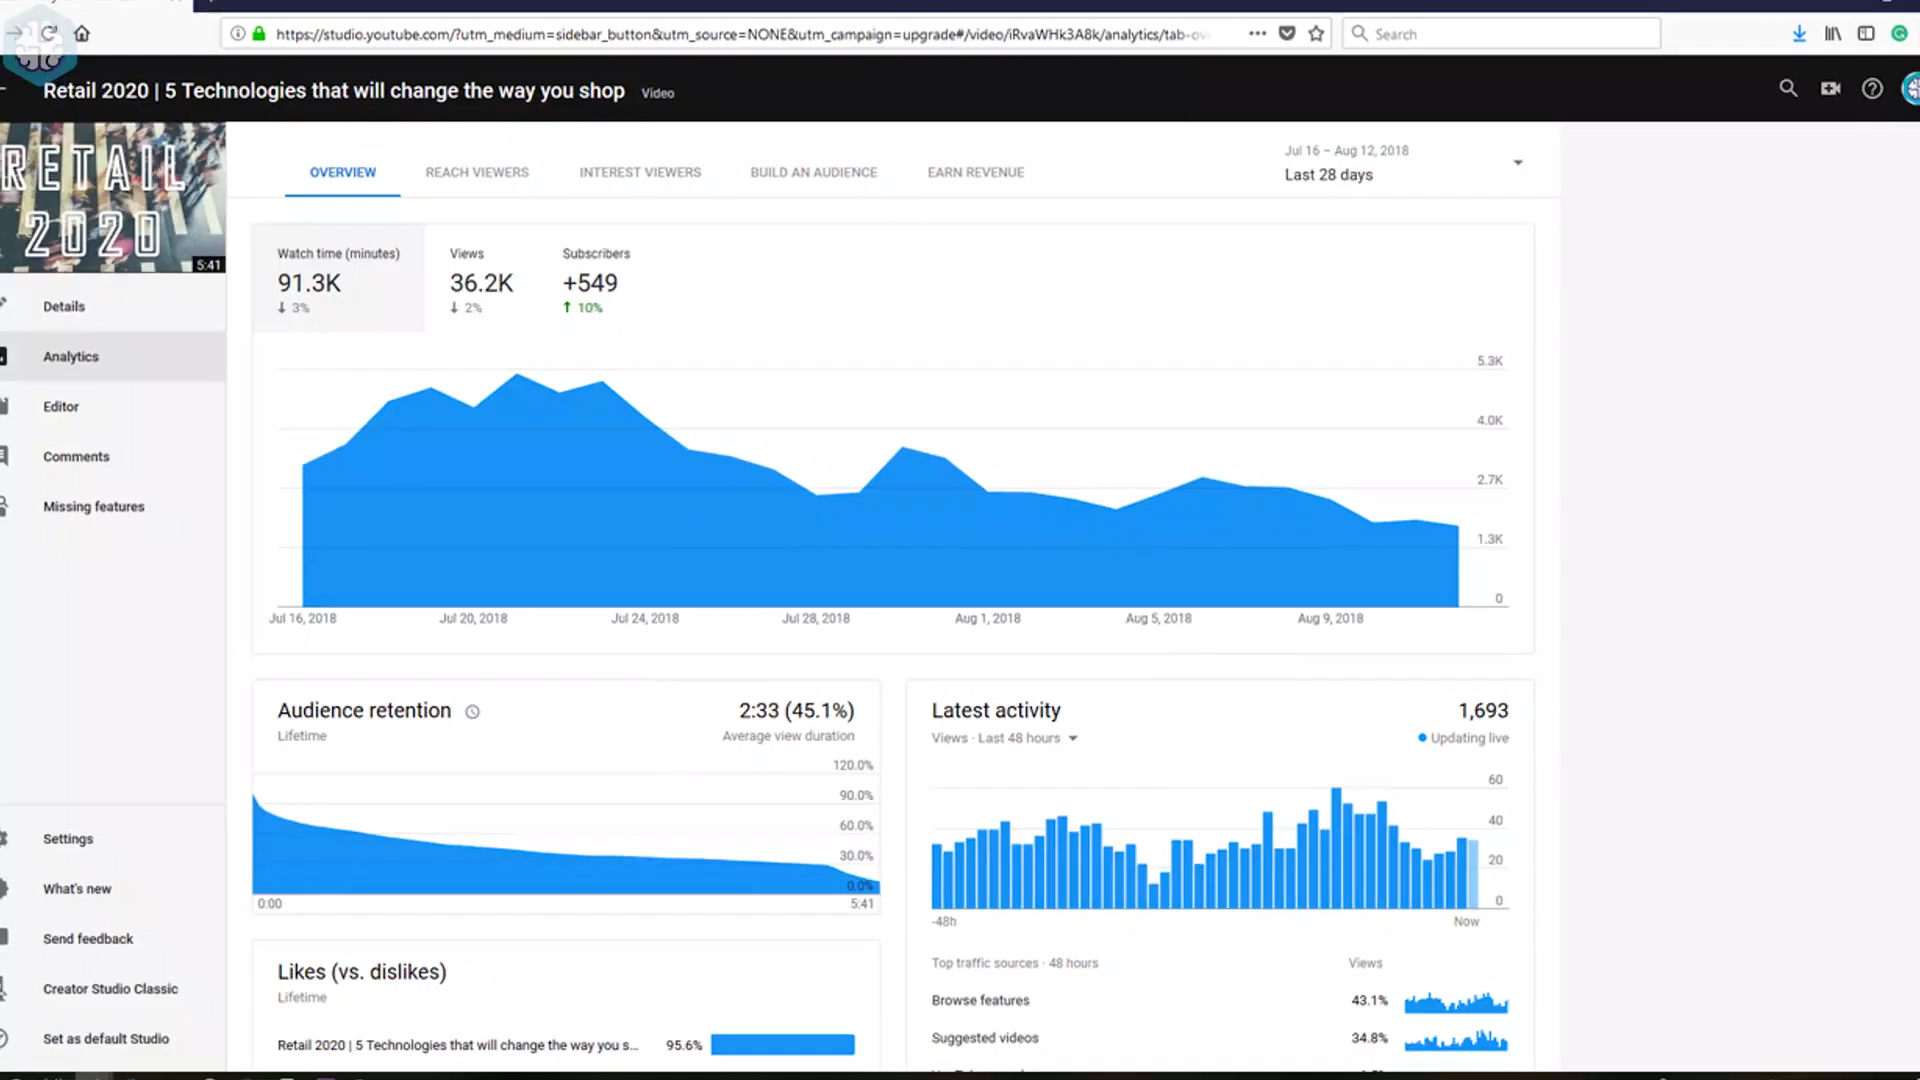 https://studio.youtube.com/?utm_medium=sidebar_button&utm_source=NONE&utm_campaign=upgrade#/video/iRvaWHk3A8k/analytics/tab-ov
Search
Retail 2020 | 5 Technologies that will change the way you shop Video
RETAIL
2020
5:41
Details
Analytics
Editor
Comments
Missing features
Settings
What's new
Send feedback
Creator Studio Classic
Set as default Studio
OVERVIEW REACH VIEWERS INTEREST VIEWERS BUILD AN AUDIENCE EARN REVENUE
Jul 16 – Aug 12, 2018
Last 28 days
Watch time (minutes) Views Subscribers
91.3K 36.2K +549
3% 2% 10%
5.3K
4.0K
2.7K
1.3K
0
Jul 16, 2018 Jul 20, 2018 Jul 24, 2018 Jul 28, 2018 Aug 1, 2018 Aug 5, 2018 Aug 9, 2018
Audience retention 2:33 (45.1%)
Lifetime Average view duration
120.0%
90.0%
60.0%
30.0%
0.0%
0:00 5:41
Likes (vs. dislikes)
Lifetime
Retail 2020 | 5 Technologies that will change the way you s... 95.6%
Latest activity 1,693
Views · Last 48 hours Updating live
60
40
20
0
-48h Now
Top traffic sources · 48 hours Views
Browse features 43.1%
Suggested videos 34.8%